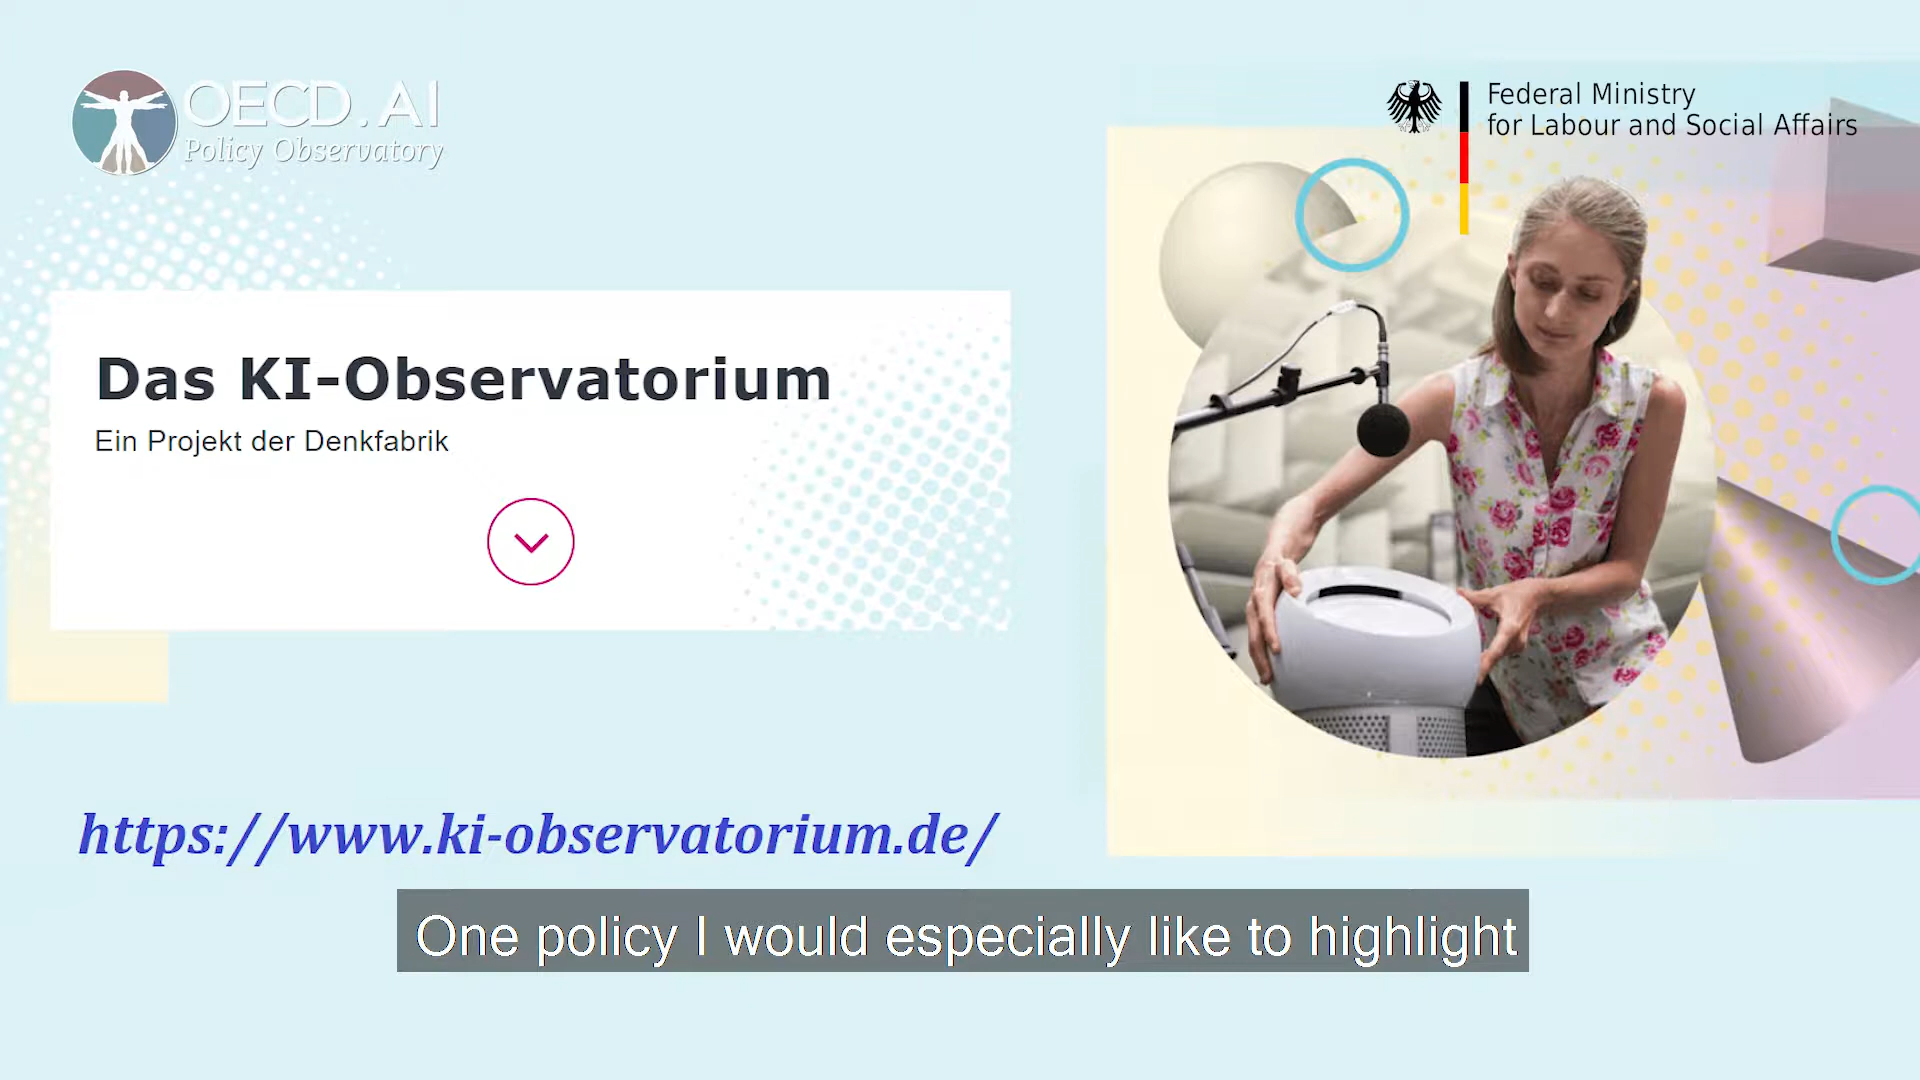 OECD.AI
Policy Observatory
Federal Ministry
for Labour and Social Affairs
Das KI-Observatorium
Ein Projekt der Denkfabrik
https://www.ki-observatorium.de/
One policy I would especially like to highlight